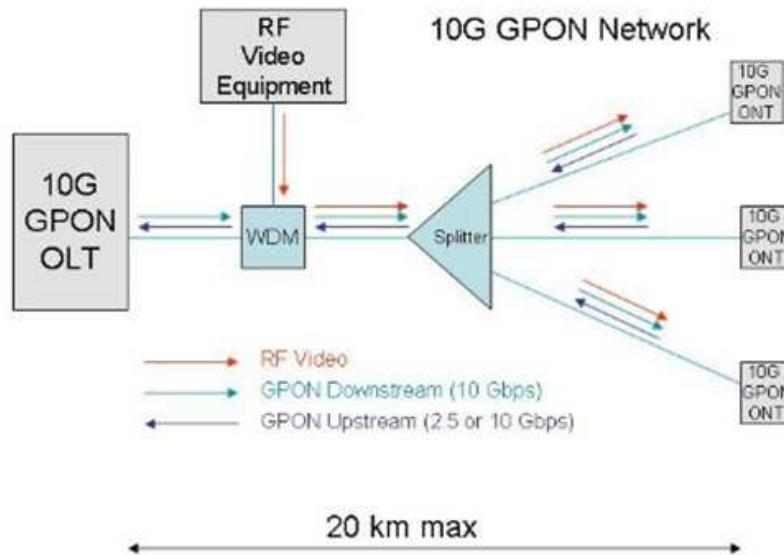 RF
Video
Equipment
10G GPON Network
10G
GPON
ONT
10G
GPON
OLT
WDM
Splitter
10G
GPON
ONT
RF Video
GPON Downstream (10 Gbps)
GPON Upstream (2.5 or 10 Gbps)
10G
GPON
ONT
20 km max